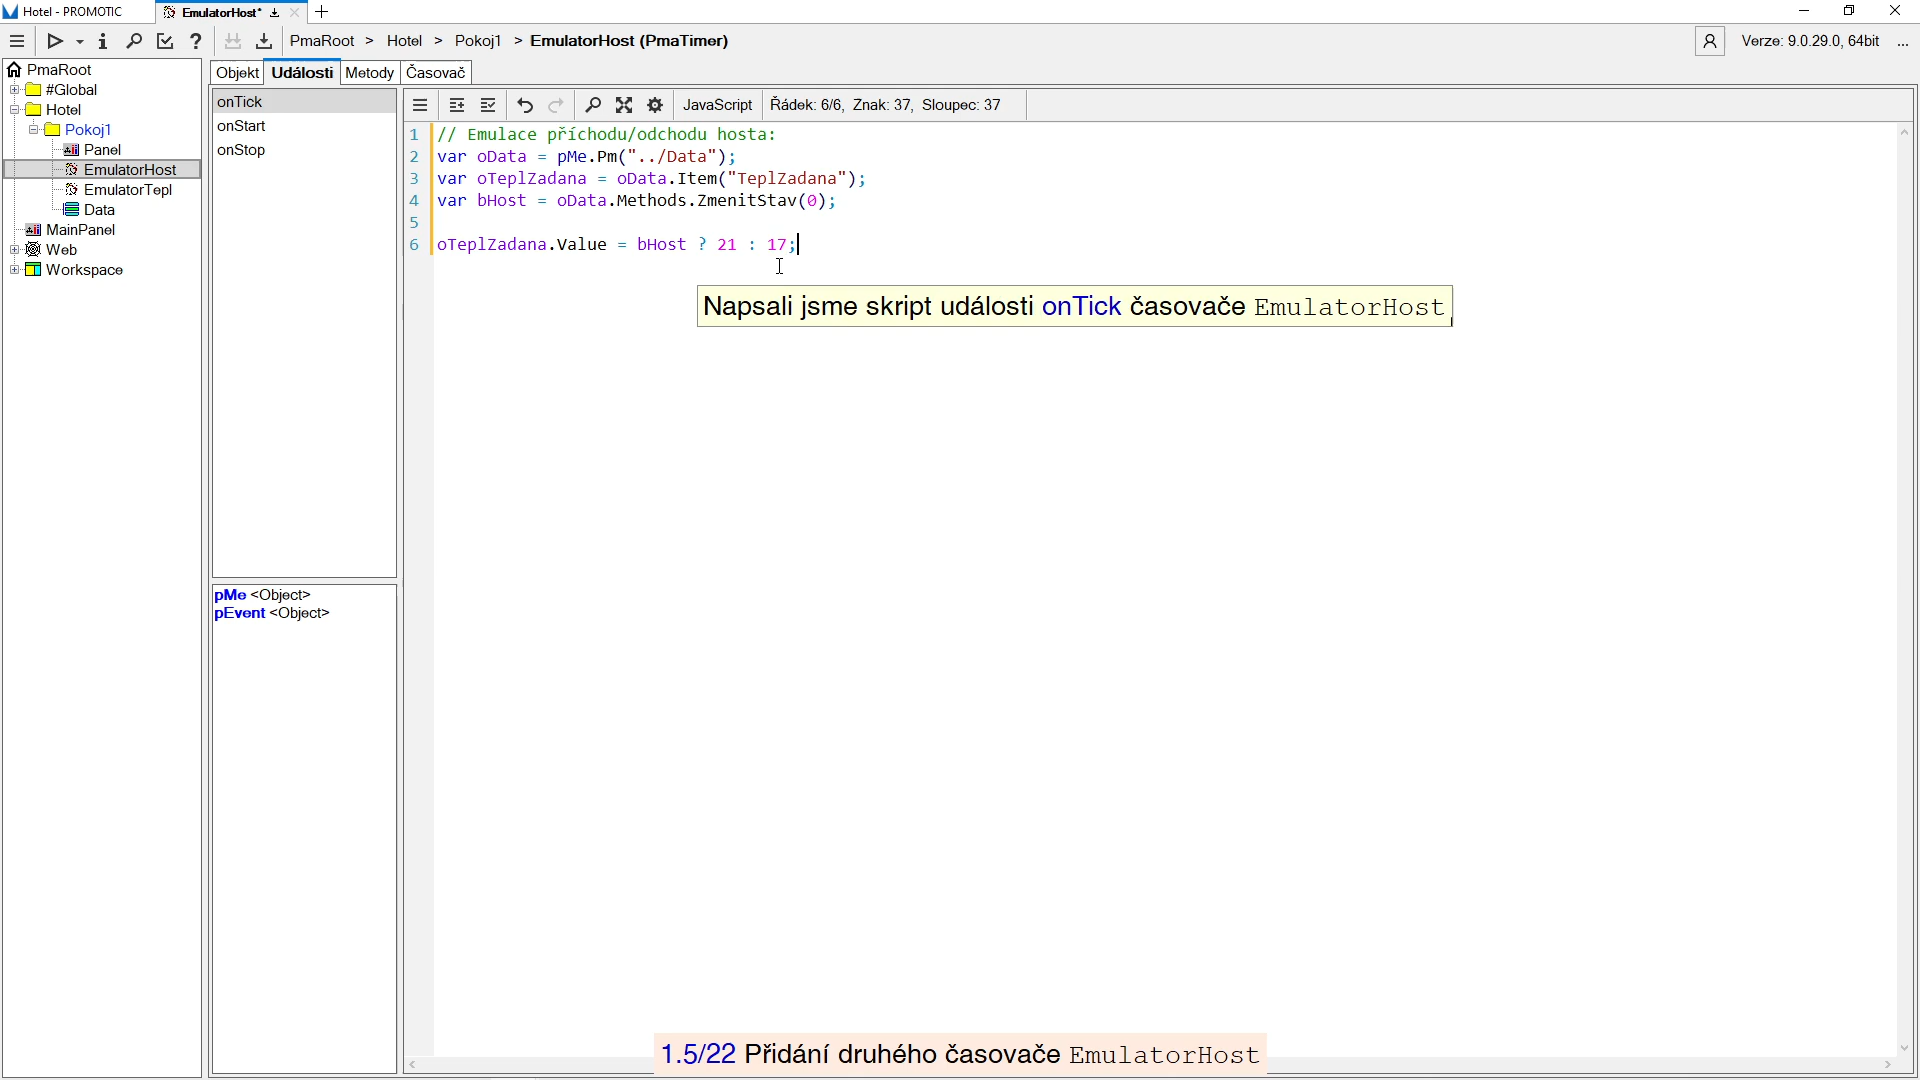 Hotel - PROMOTIC
EmulatorHost*
PmaRoot > Hotel > Pokoj1 > EmulatorHost (PmaTimer)
Verze: 9.0.29.0, 64bit ...
PmaRoot
#Global
Hotel
Pokoj1
Panel
EmulatorHost
EmulatorTepl
Data
MainPanel
Web
Workspace
Objekt Události Metody Časovač
onTick
onStart
onStop
pMe <Object>
pEvent <Object>
JavaScript Řádek: 6/6, Znak: 37, Sloupec: 37
1 // Emulace příchodu/odchodu hosta:
2 var oData = pMe.Pm("../Data");
3 var oTeplZadana = oData.Item("TeplZadana");
4 var bHost = oData.Methods.ZmenitStav(0);
5
6 oTeplZadana.Value = bHost ? 21 : 17;
Napsali jsme skript události onTick časovače EmulatorHost
1.5/22 Přidání druhého časovače EmulatorHost